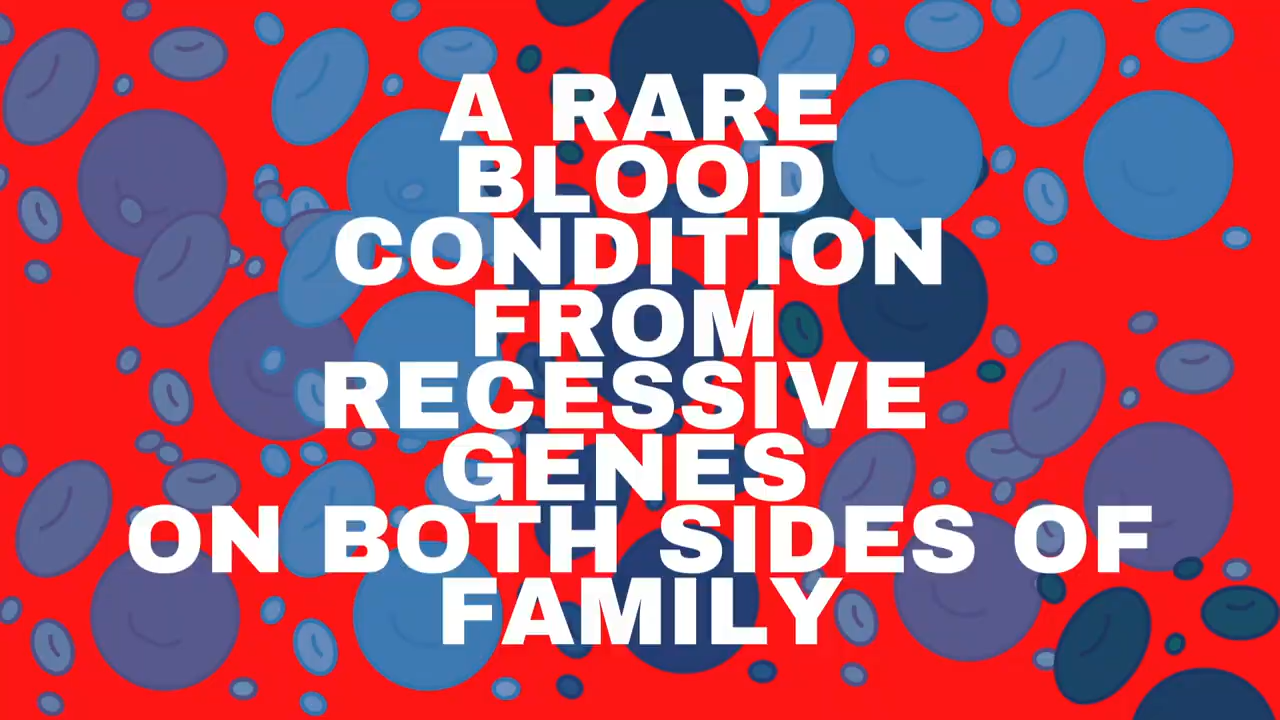 A RARE
BLOOD
CONDITION
FROM
RECESSIVE
GENES
ON BOTH SIDES OF
FAMILY